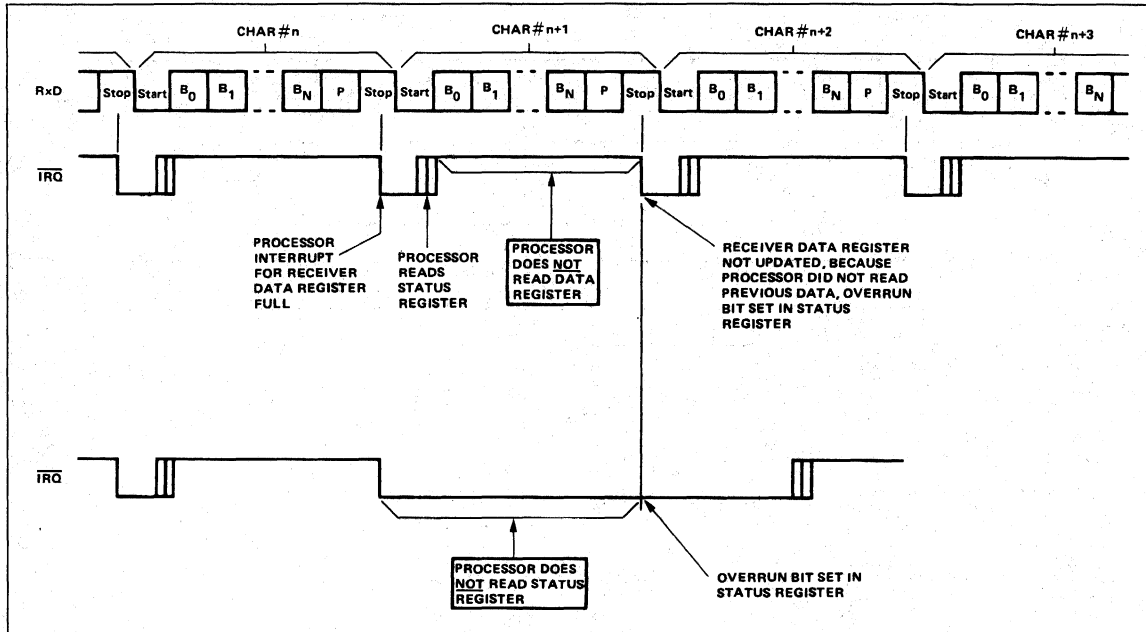 CHAR#n CHAR#n+1 CHAR#n+2 CHAR#n+3
RxD Stop Start B0 B1 BN P Stop Start B0 B1 BN P Stop Start B0 B1 BN P Stop Start B0 B1 BN
IRQ
PROCESSOR
INTERRUPT
FOR RECEIVER
DATA REGISTER
FULL
PROCESSOR
READS
STATUS
REGISTER
PROCESSOR
DOES NOT
READ DATA
REGISTER
RECEIVER DATA REGISTER
NOT UPDATED, BECAUSE
PROCESSOR DID NOT READ
PREVIOUS DATA, OVERRUN
BIT SET IN STATUS
REGISTER
IRQ
PROCESSOR DOES
NOT READ STATUS
REGISTER
OVERRUN BIT SET IN
STATUS REGISTER